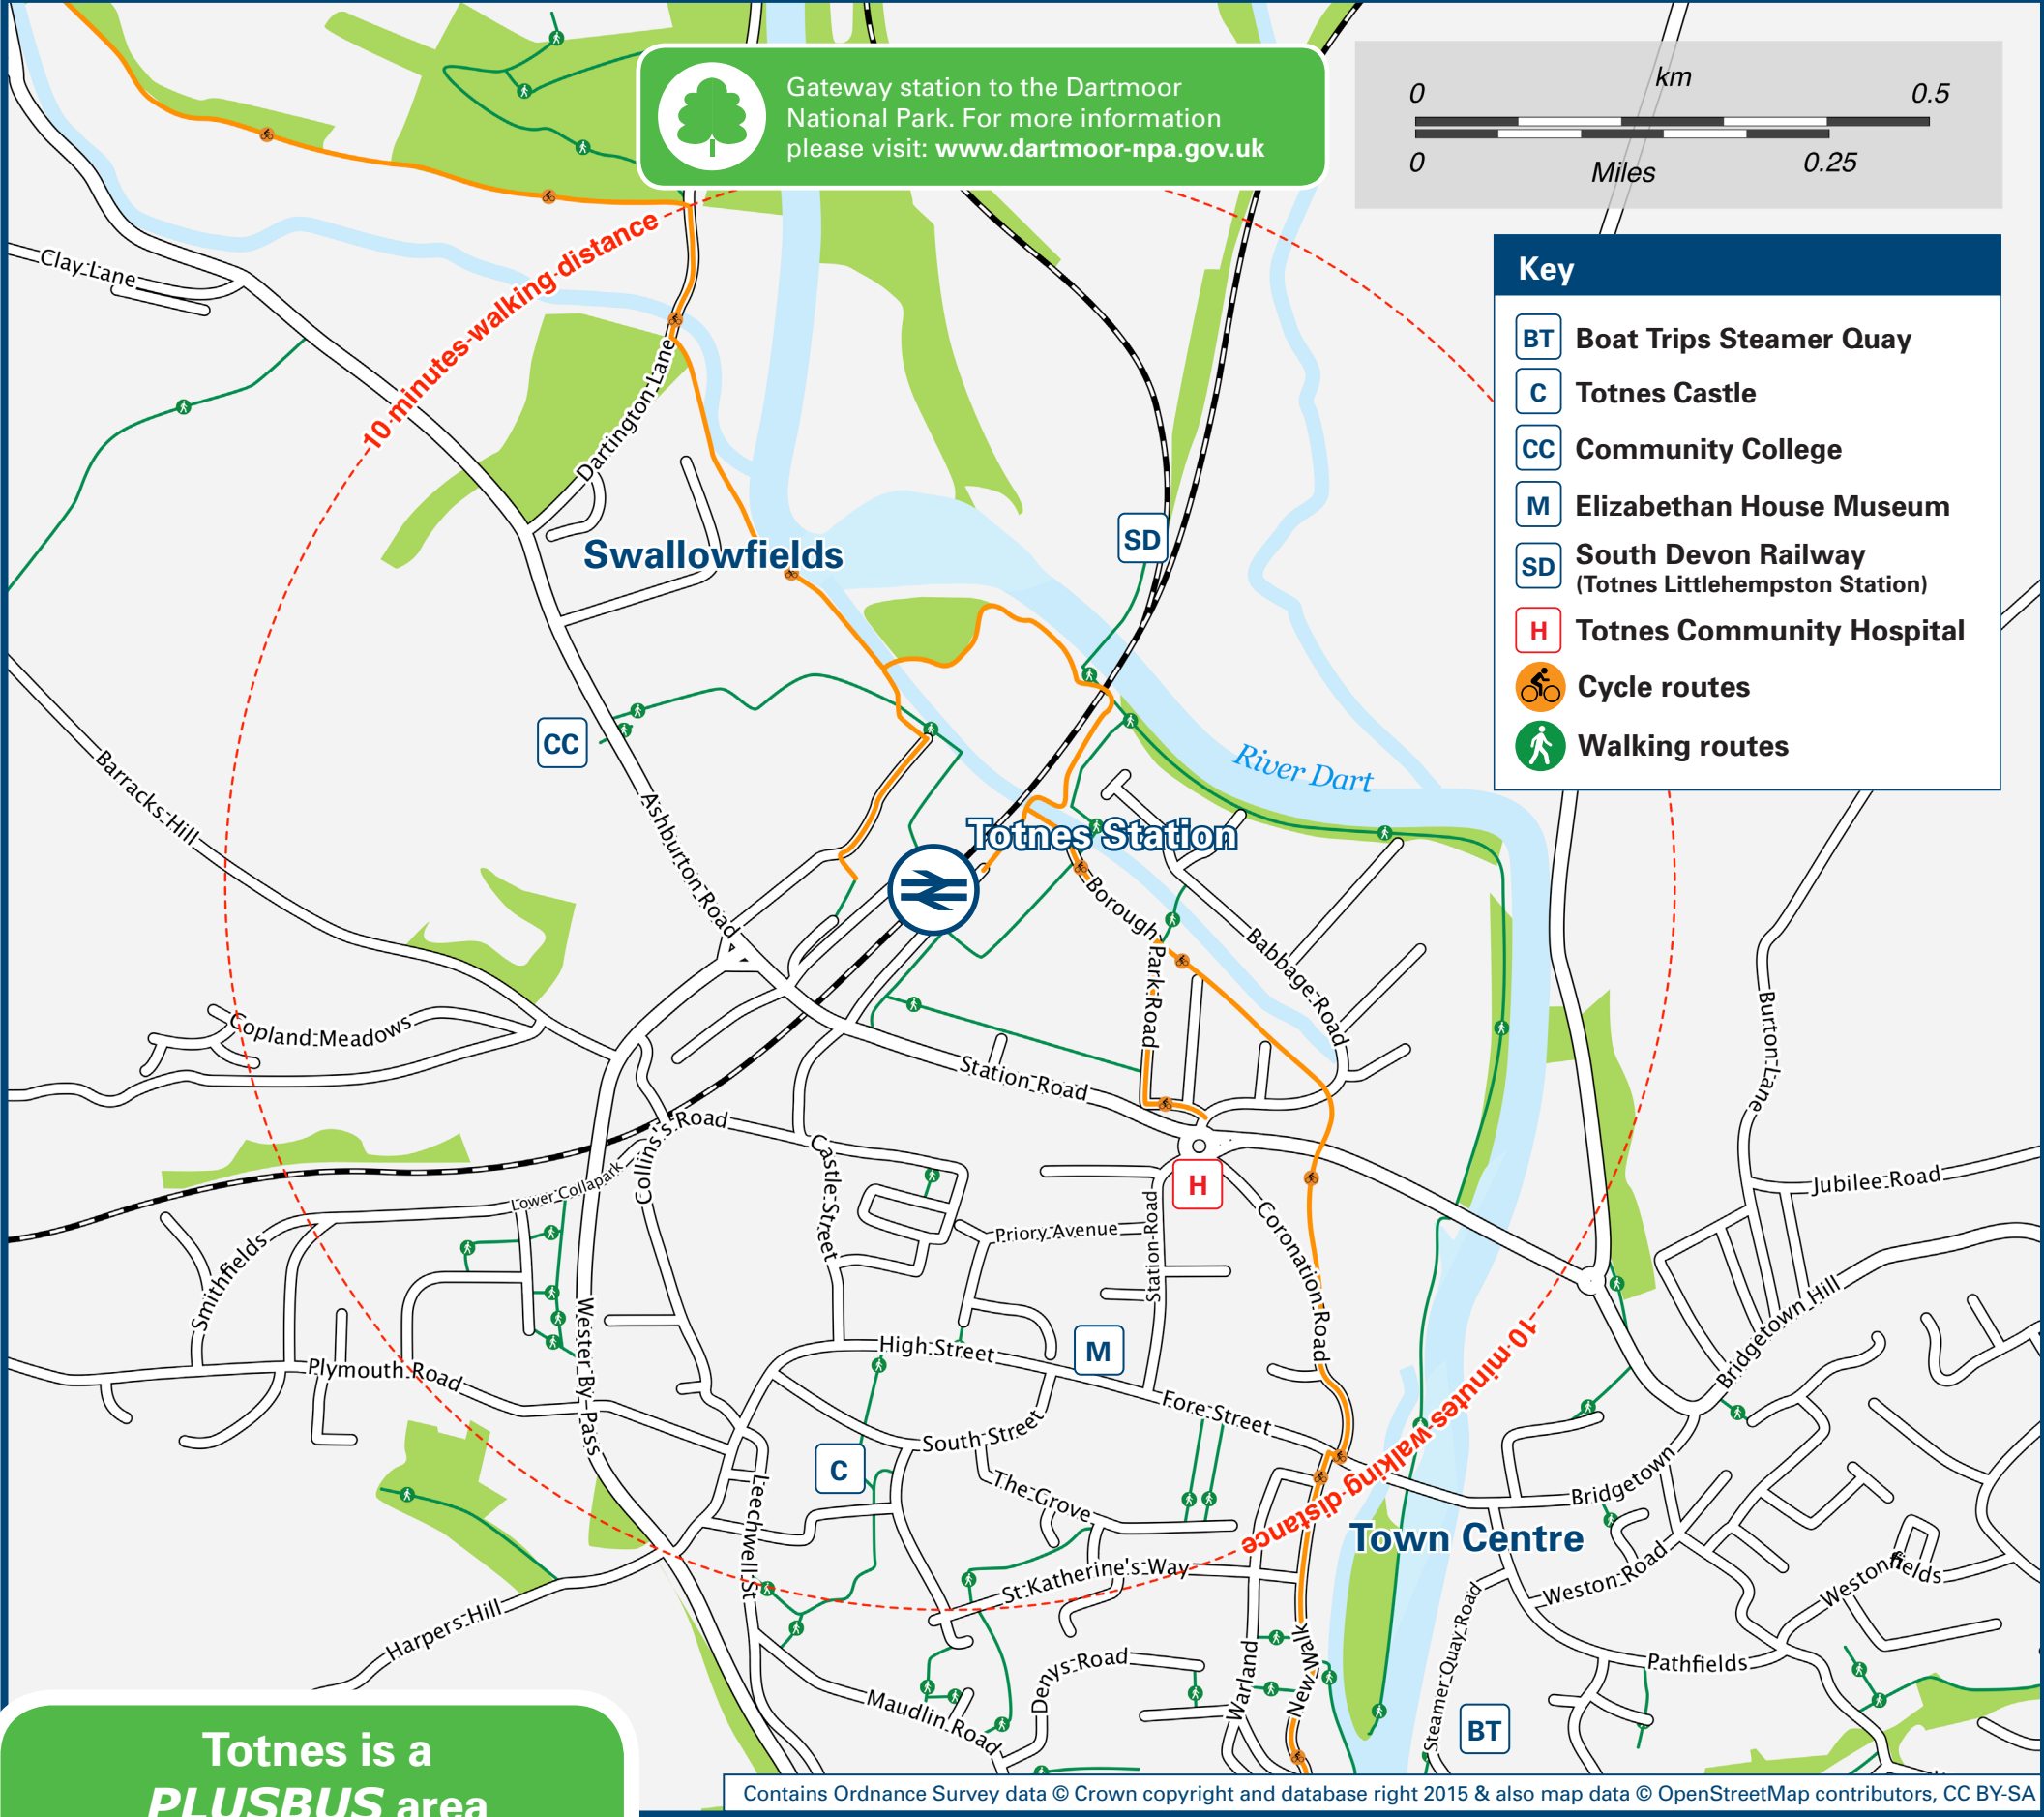 Gateway station to the Dartmoor
National Park. For more information
please visit: www.dartmoor-npa.gov.uk
km
0 0.5
0 0.25
Miles
Key
BT Boat Trips Steamer Quay
C Totnes Castle
CC Community College
M Elizabethan House Museum
SD South Devon Railway
(Totnes Littlehempston Station)
H Totnes Community Hospital
Cycle routes
Walking routes
10 minutes walking distance
Clay Lane
Dartington Lane
Swallowfields
SD
CC
River Dart
Barracks Hill
Ashburton Road
Totnes Station
Borough Park Road
Babbage Road
Copland Meadows
Station Road
Burton Lane
Collins's Road
Lower Collapark
Castle Street
H
Jubilee Road
Smithfields
Priory Avenue
Station Road
Coronation Road
Wester By-Pass
Bridgetown Hill
High Street
M
Plymouth Road
Fore Street
10 minutes walking distance
South Street
C
The Grove
Leechwell St
Bridgetown
Town Centre
St Katherine's Way
Weston Road
Westonfields
Harpers Hill
Denys Road
Warland
New Walk
Steamer Quay Road
Pathfields
Maudlin Road
BT
Totnes is a
PLUSBUS area
Contains Ordnance Survey data © Crown copyright and database right 2015 & also map data © OpenStreetMap contributors, CC BY-SA